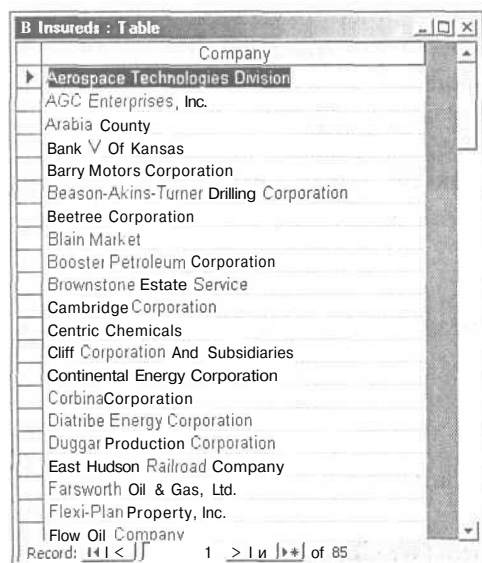 B Insureds : Table
Company
Aerospace Technologies Division
AGC Enterprises, Inc.
Arabia County
Bank V Of Kansas
Barry Motors Corporation
Beason-Akins-Turner Drilling Corporation
Beetree Corporation
Blain Market
Booster Petroleum Corporation
Brownstone Estate Service
Cambridge Corporation
Centric Chemicals
Cliff Corporation And Subsidiaries
Continental Energy Corporation
CorbinaCorporation
Diatribe Energy Corporation
Duggar Production Corporation
East Hudson Railroad Company
Farsworth Oil & Gas, Ltd.
Flexi-Plan Property, Inc.
Flow Oil Company
Record: 1 of 85